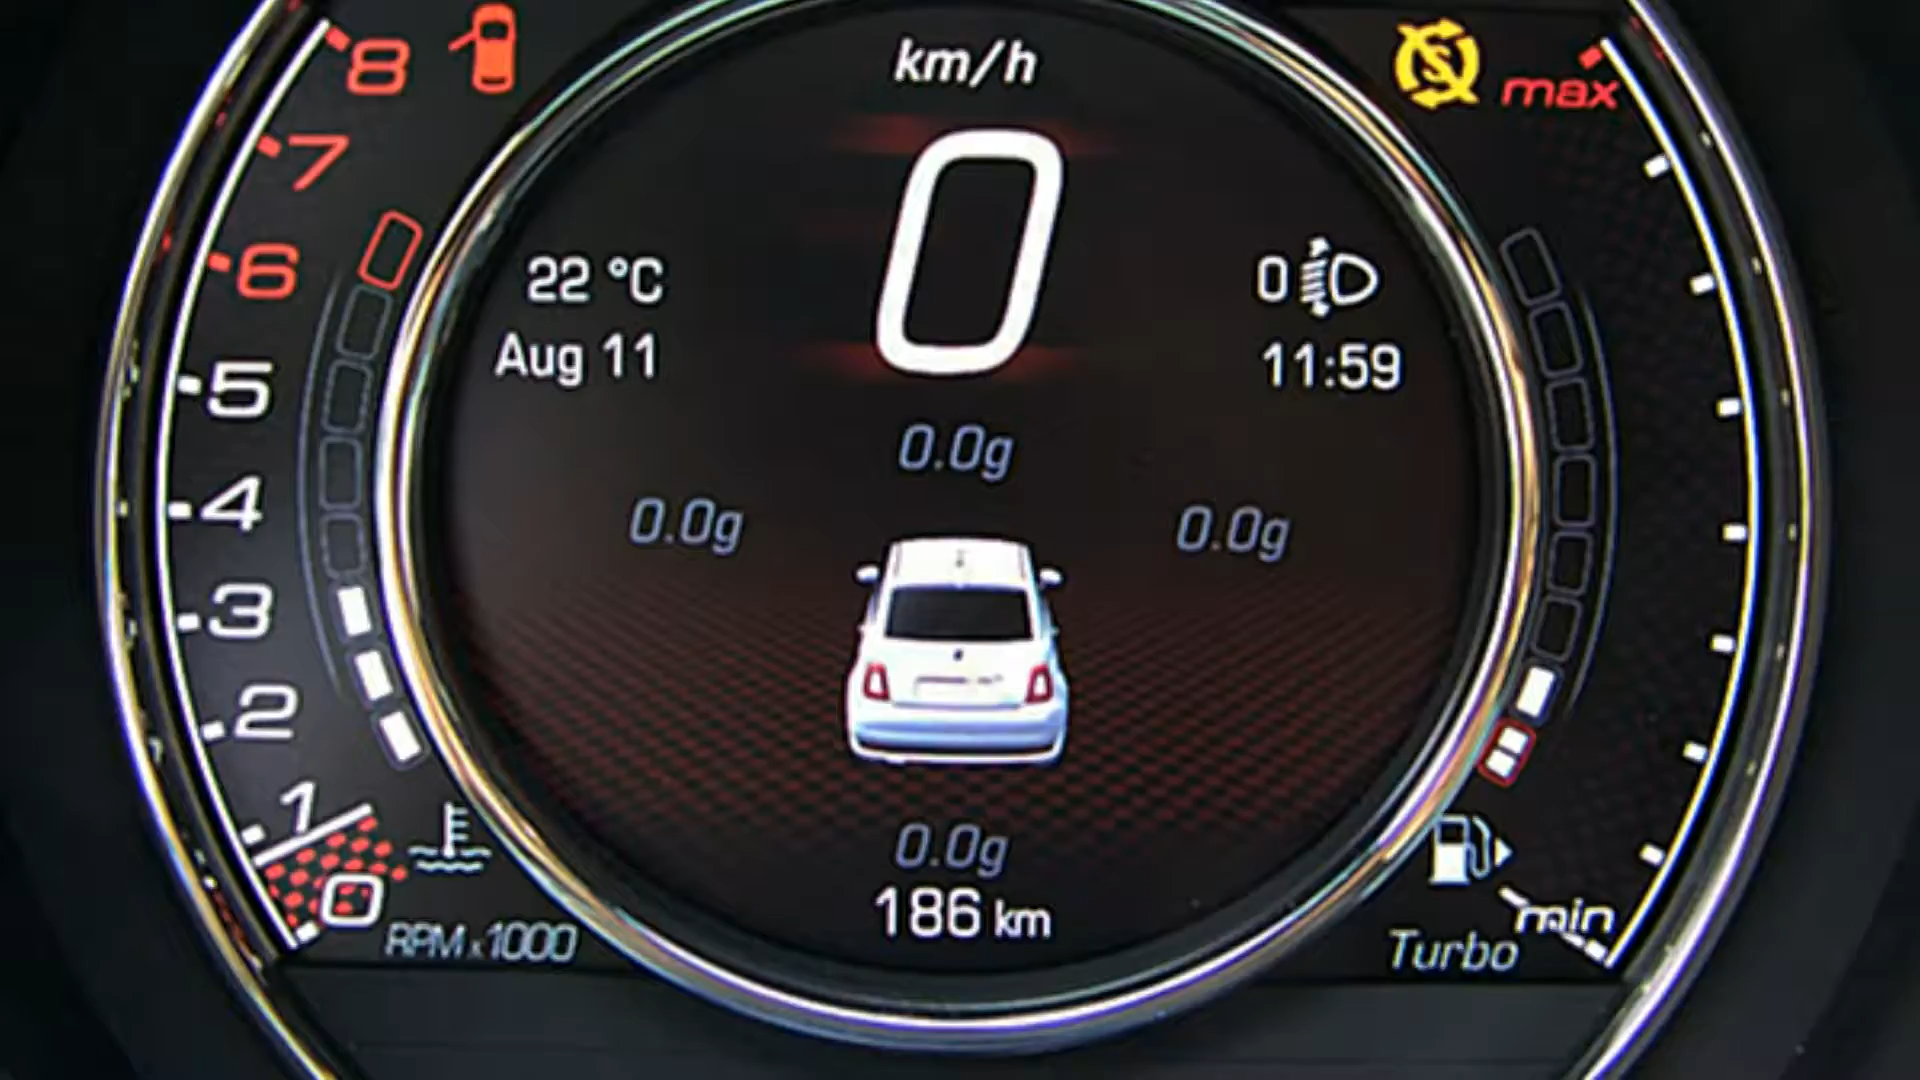 km/h
0
8
7
6
5
4
3
2
1
0
RPM x1000
22 °C
Aug 11
0
11:59
0.0g
0.0g
0.0g
0.0g
186 km
S
max
min
Turbo